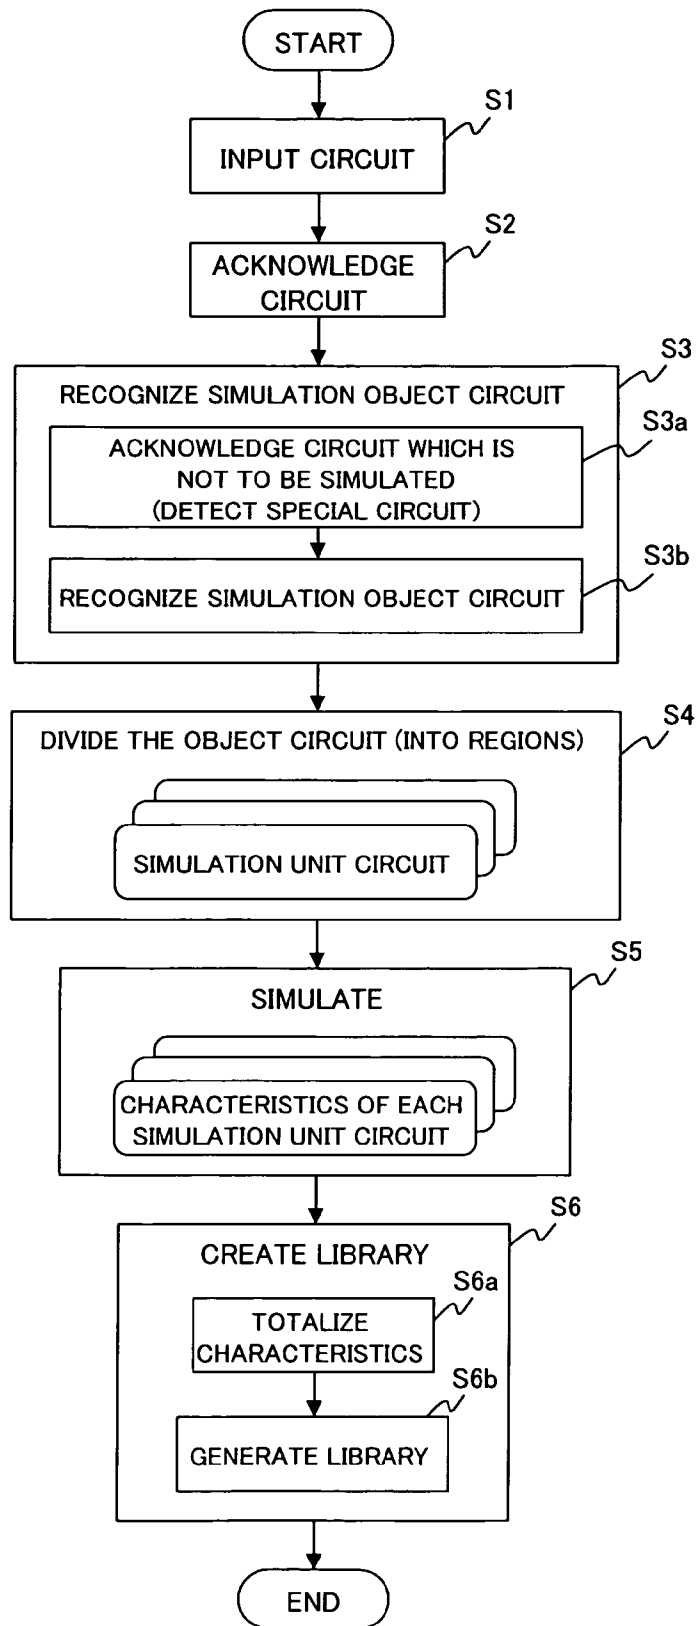 START
S1
INPUT CIRCUIT
S2
ACKNOWLEDGE
CIRCUIT
S3
RECOGNIZE SIMULATION OBJECT CIRCUIT
S3a
ACKNOWLEDGE CIRCUIT WHICH IS
NOT TO BE SIMULATED
(DETECT SPECIAL CIRCUIT)
S3b
RECOGNIZE SIMULATION OBJECT CIRCUIT
S4
DIVIDE THE OBJECT CIRCUIT (INTO REGIONS)
SIMULATION UNIT CIRCUIT
S5
SIMULATE
CHARACTERISTICS OF EACH
SIMULATION UNIT CIRCUIT
S6
CREATE LIBRARY
S6a
TOTALIZE
CHARACTERISTICS
S6b
GENERATE LIBRARY
END